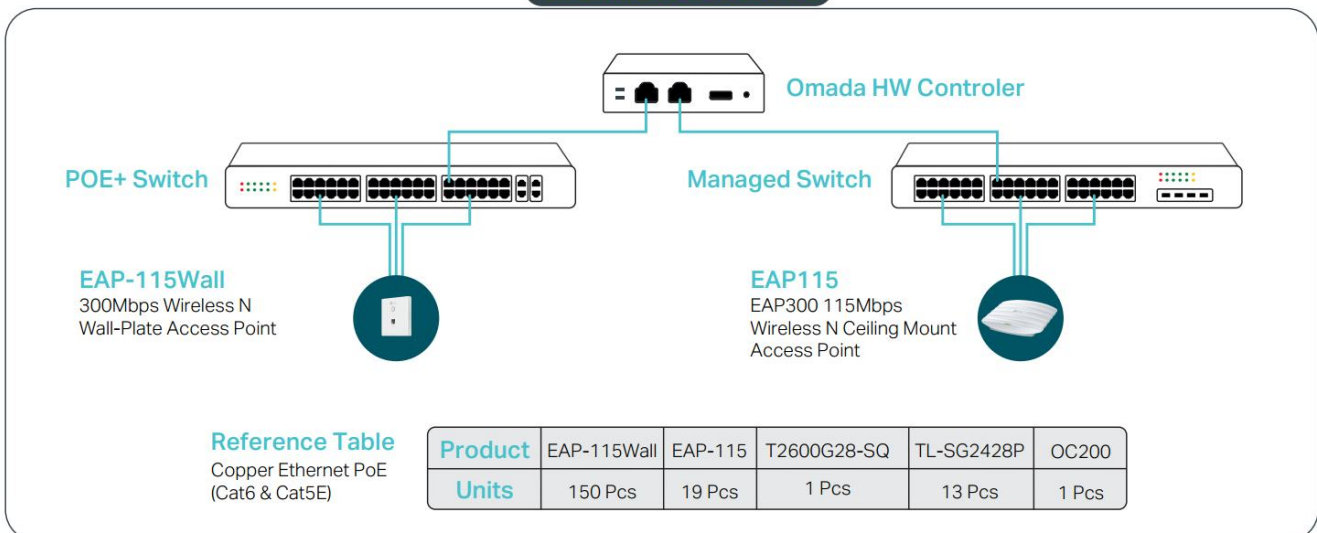 Omada HW Controler
POE+ Switch
Managed Switch
EAP-115Wall
300Mbps Wireless N
Wall-Plate Access Point
EAP115
EAP300 115Mbps
Wireless N Ceiling Mount
Access Point
Reference Table
Copper Ethernet PoE
(Cat6 & Cat5E)
Product EAP-115Wall EAP-115 T2600G28-SQ TL-SG2428P OC200
Units 150 Pcs 19 Pcs 1 Pcs 13 Pcs 1 Pcs